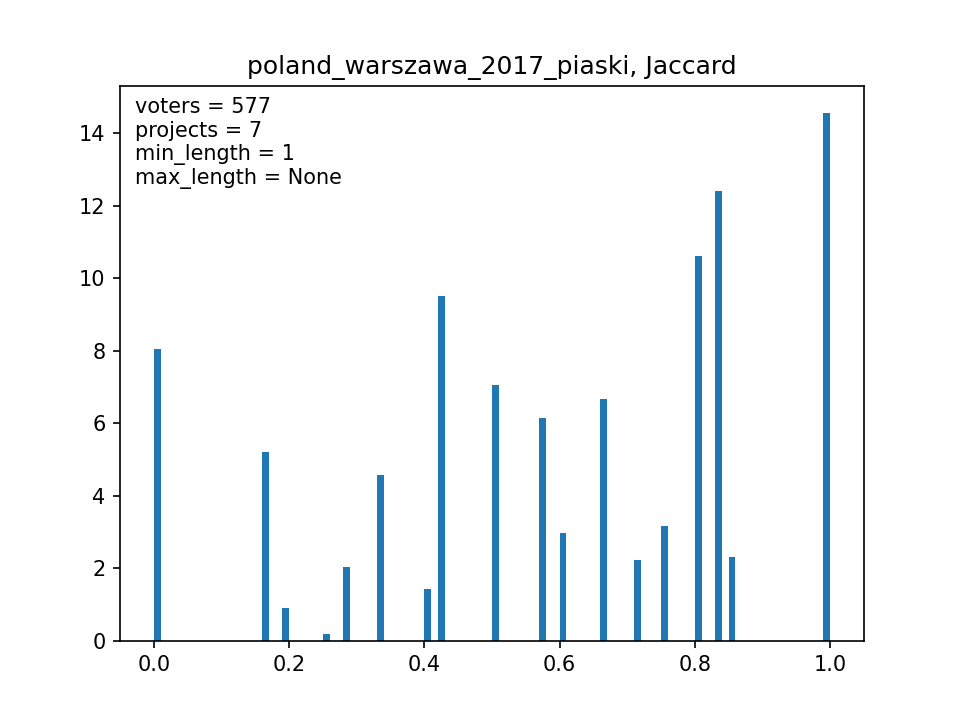 poland_warszawa_2017_piaski, Jaccard
voters = 577
projects = 7
min_length = 1
max_length = None
14
12
10
8
6
4
2
0
0.0 0.2 0.4 0.6 0.8 1.0